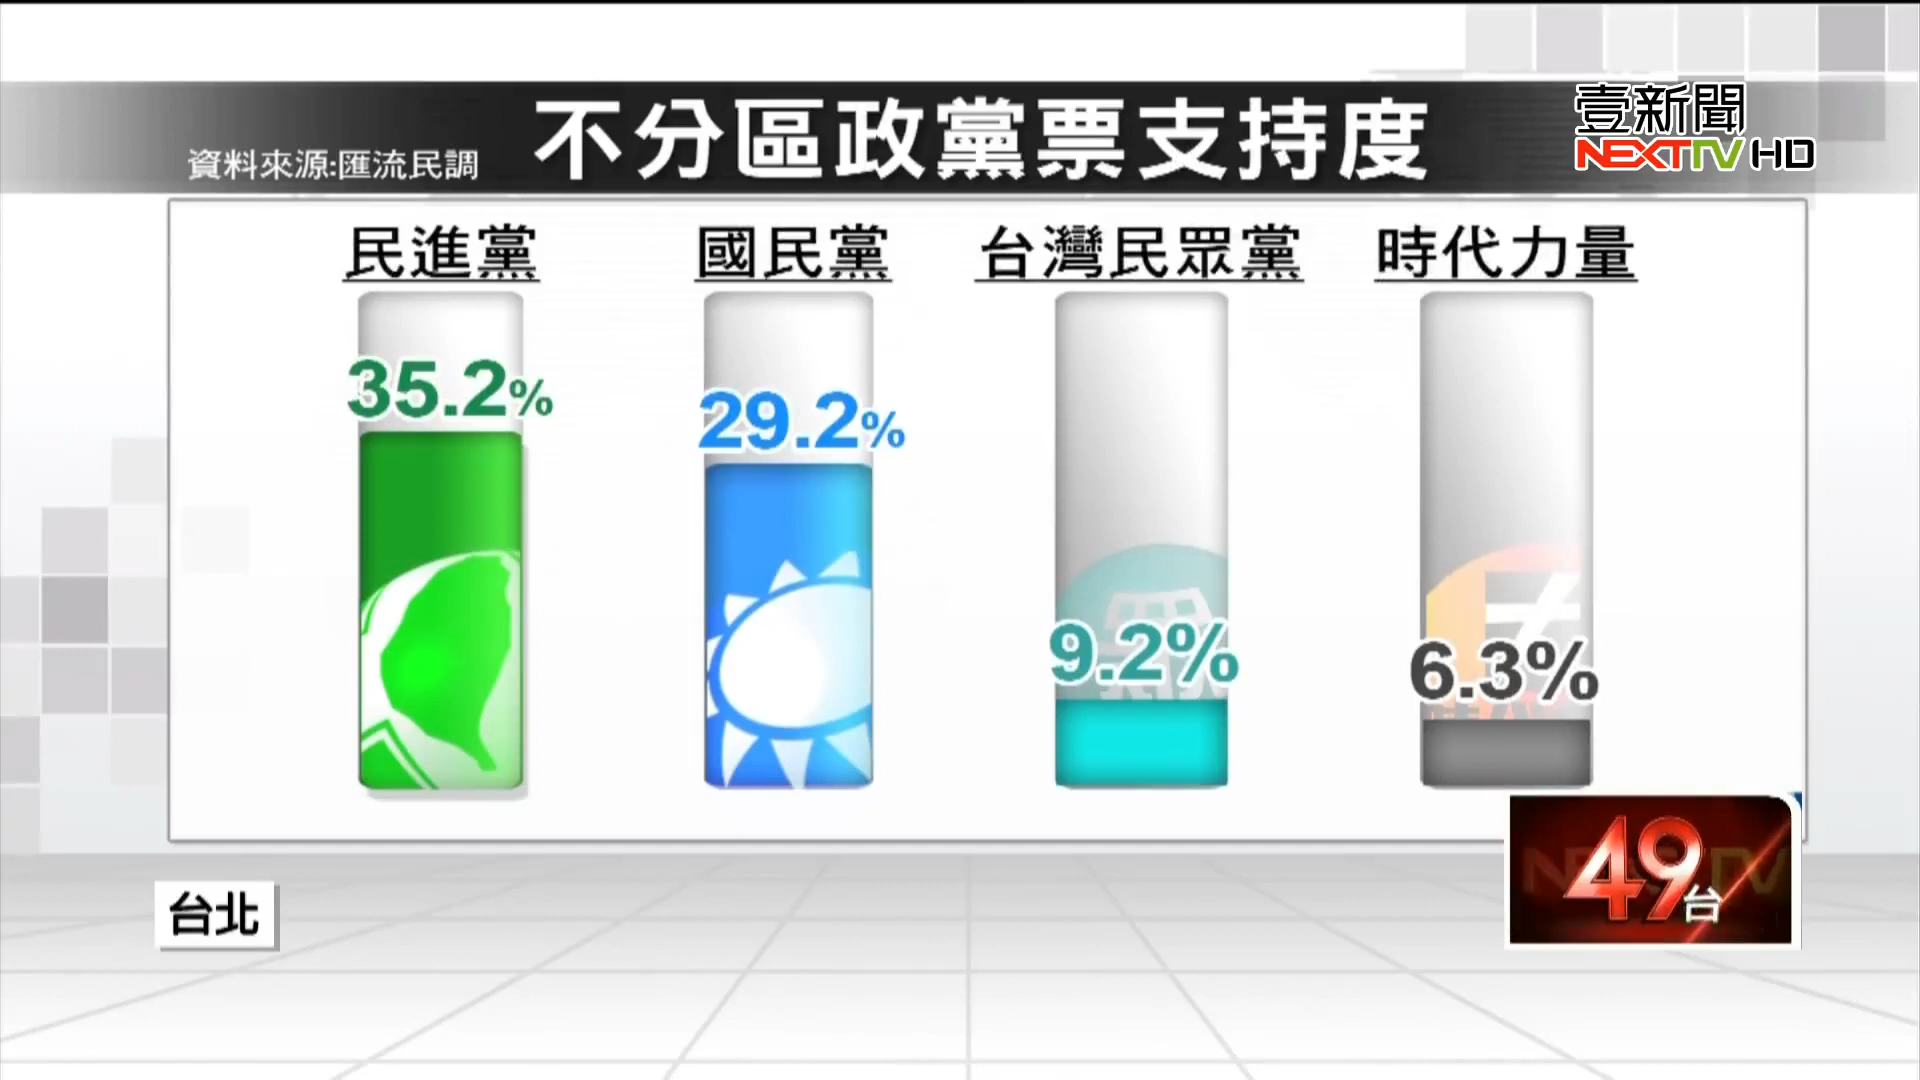 不分區政黨票支持度
資料來源:匯流民調
壹新聞
NEXTTV HD
民進黨
國民黨
台灣民眾黨
時代力量
35.2%
29.2%
9.2%
6.3%
台北
49台